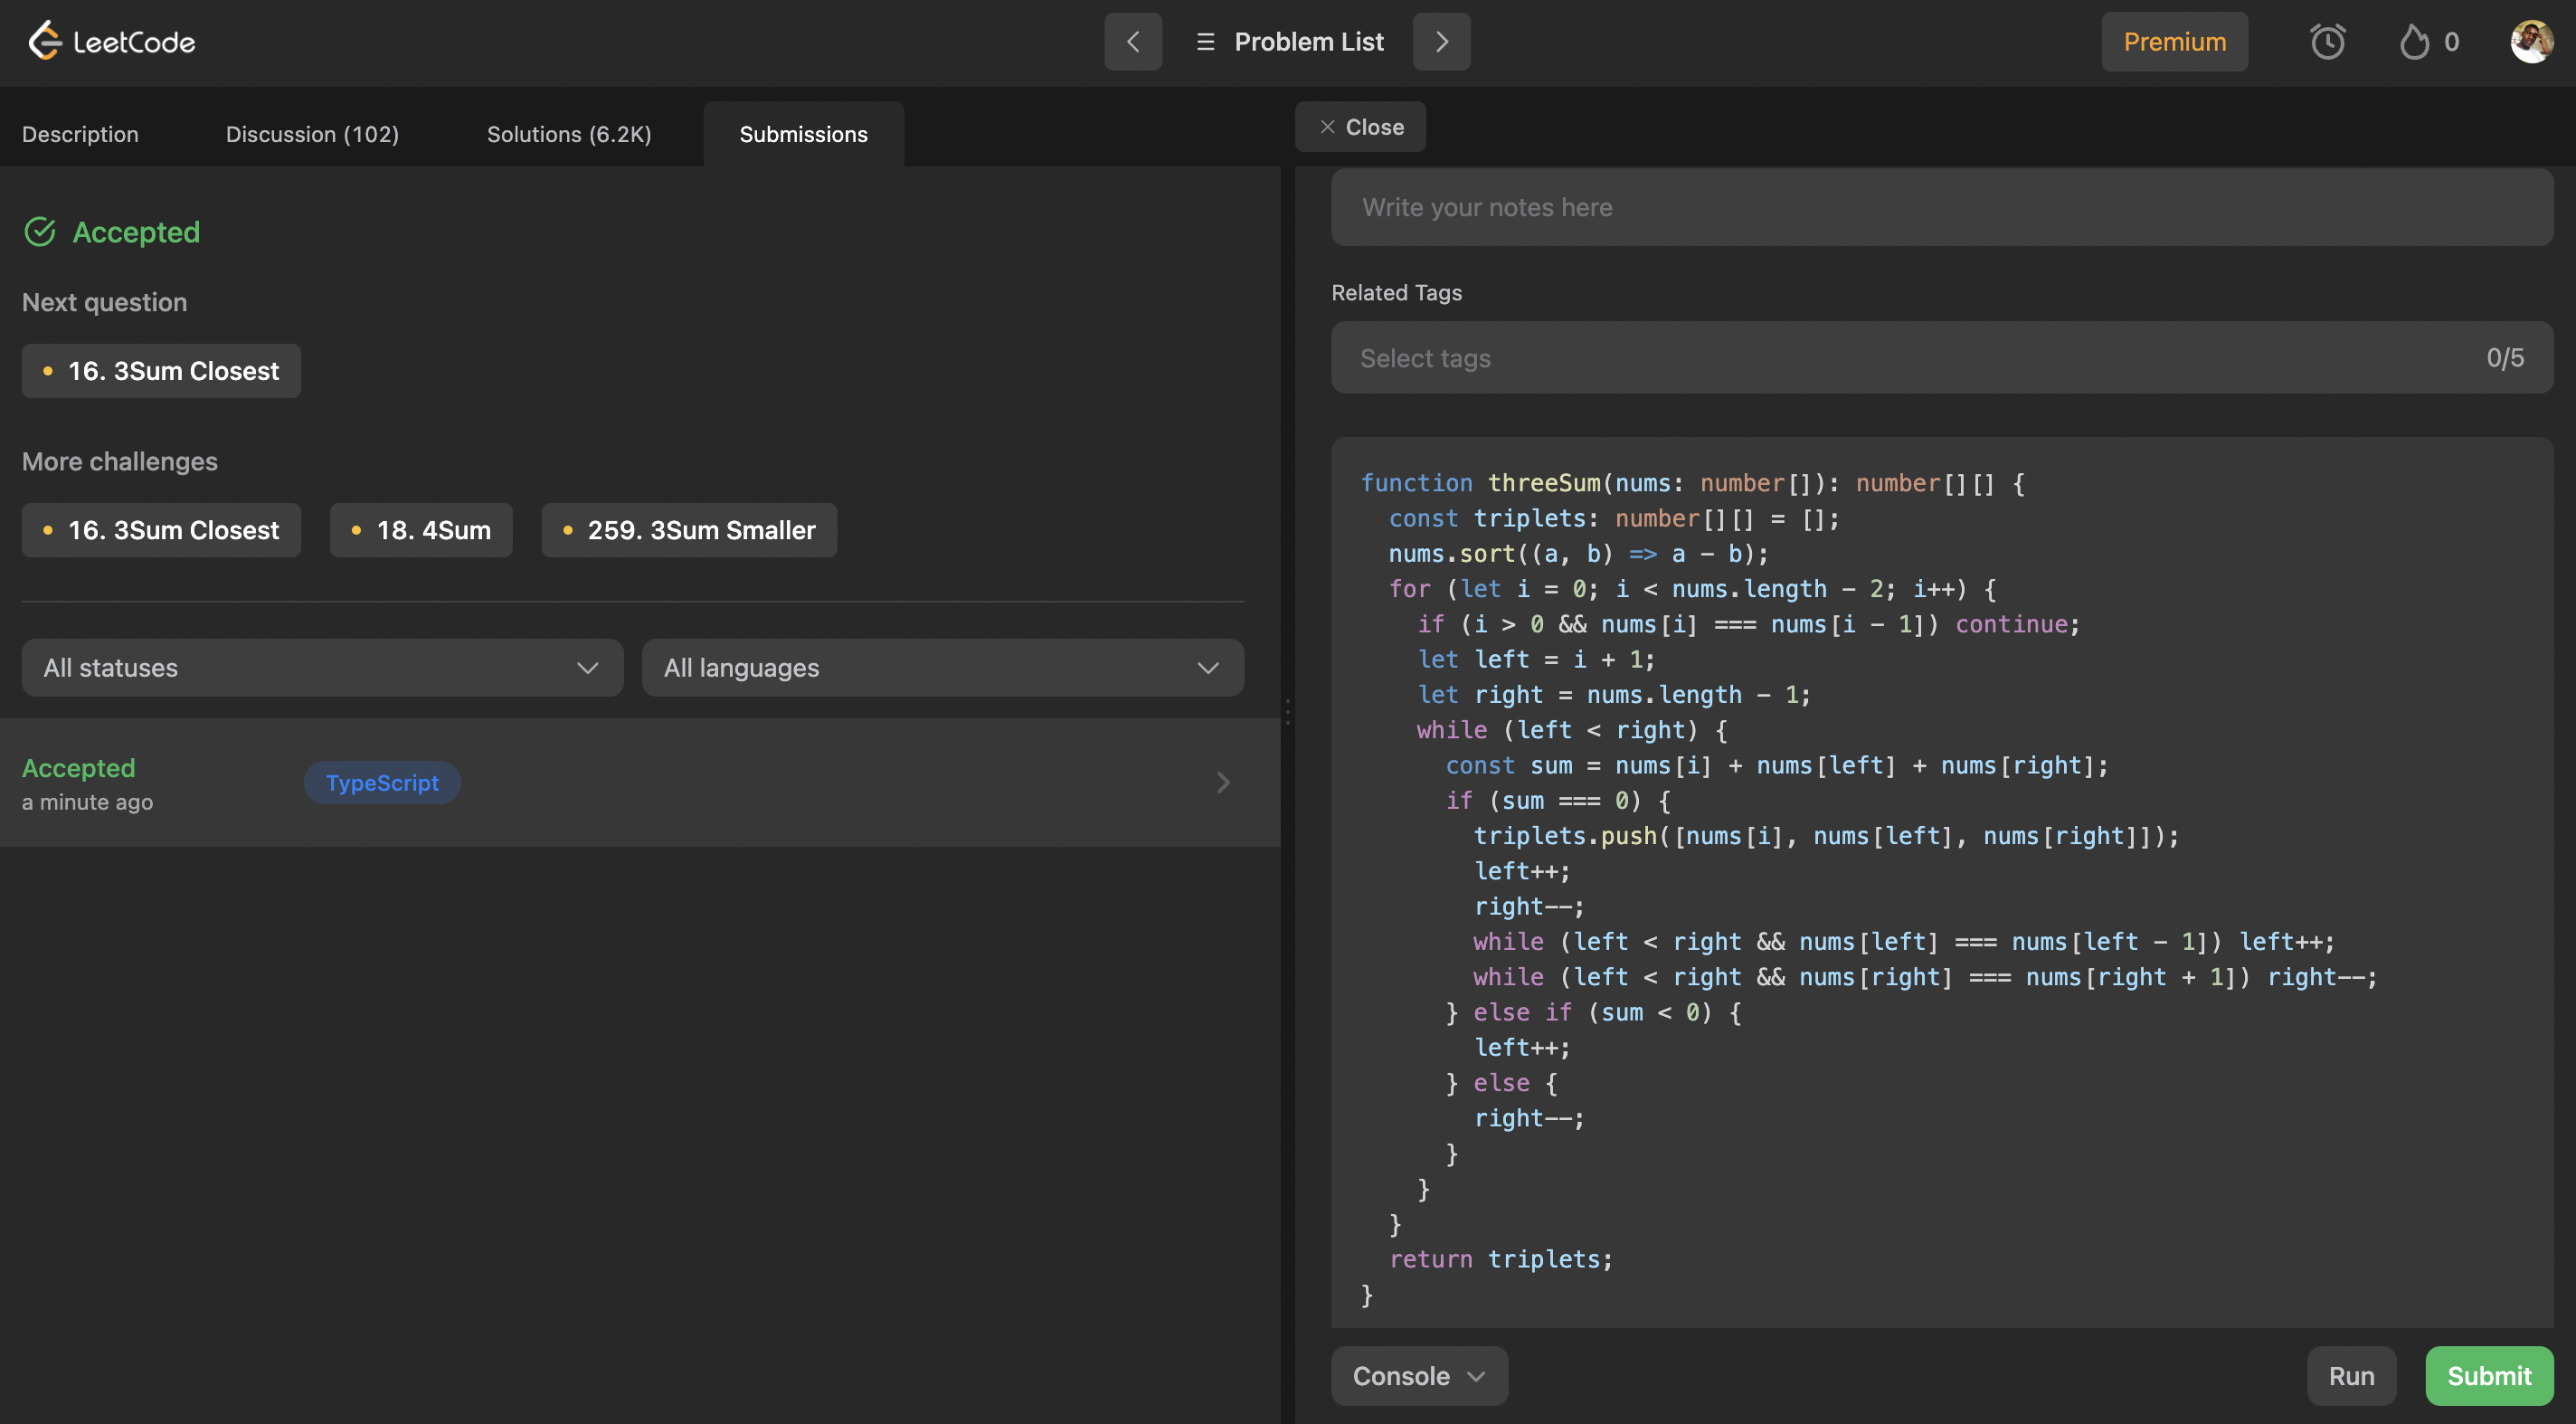 LeetCode
Problem List
Premium
0
Description
Discussion (102)
Solutions (6.2K)
Submissions
Accepted
Next question
16. 3Sum Closest
More challenges
16. 3Sum Closest
18. 4Sum
259. 3Sum Smaller
All statuses
All languages
Accepted
a minute ago
TypeScript
Close
Write your notes here
Related Tags
Select tags
0/5
function threeSum(nums: number[]): number[][] {
  const triplets: number[][] = [];
  nums.sort((a, b) => a - b);
  for (let i = 0; i < nums.length - 2; i++) {
    if (i > 0 && nums[i] === nums[i - 1]) continue;
    let left = i + 1;
    let right = nums.length - 1;
    while (left < right) {
      const sum = nums[i] + nums[left] + nums[right];
      if (sum === 0) {
        triplets.push([nums[i], nums[left], nums[right]]);
        left++;
        right--;
        while (left < right && nums[left] === nums[left - 1]) left++;
        while (left < right && nums[right] === nums[right + 1]) right--;
      } else if (sum < 0) {
        left++;
      } else {
        right--;
      }
    }
  }
  return triplets;
}
Console
Run
Submit